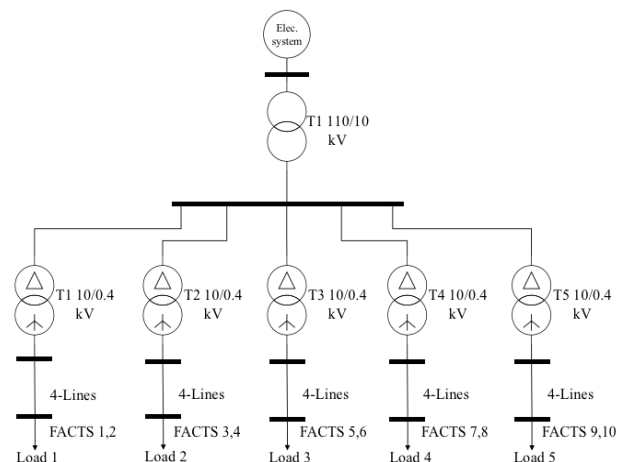 Elec.
system
T1 110/10
kV
T1 10/0.4
kV
T2 10/0.4
kV
T3 10/0.4
kV
T4 10/0.4
kV
T5 10/0.4
kV
4-Lines
4-Lines
4-Lines
4-Lines
4-Lines
FACTS 1,2
FACTS 3,4
FACTS 5,6
FACTS 7,8
FACTS 9,10
Load 1
Load 2
Load 3
Load 4
Load 5